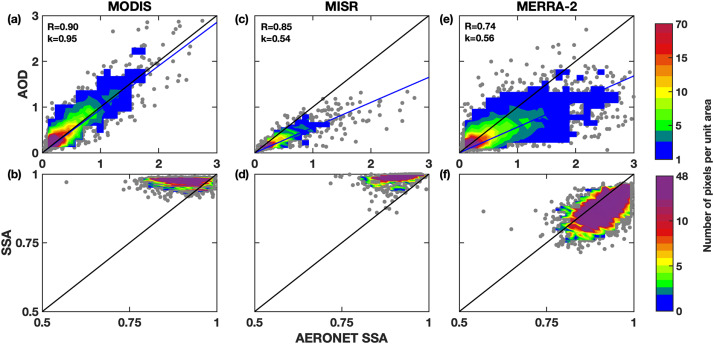 MODIS MISR MERRA-2
(a) R=0.90 k=0.95
(c) R=0.85 k=0.54
(e) R=0.74 k=0.56
AOD
3
2
1
0
0 1 2 3
0 1 2 3
0 1 2 3
70
30
10
5
1
(b) (d) (f)
SSA
1
0.75
0.5
0.5 0.75 1
0.5 0.75 1
0.5 0.75 1
AERONET SSA
48
10
5
0
Number of pixels per unit area